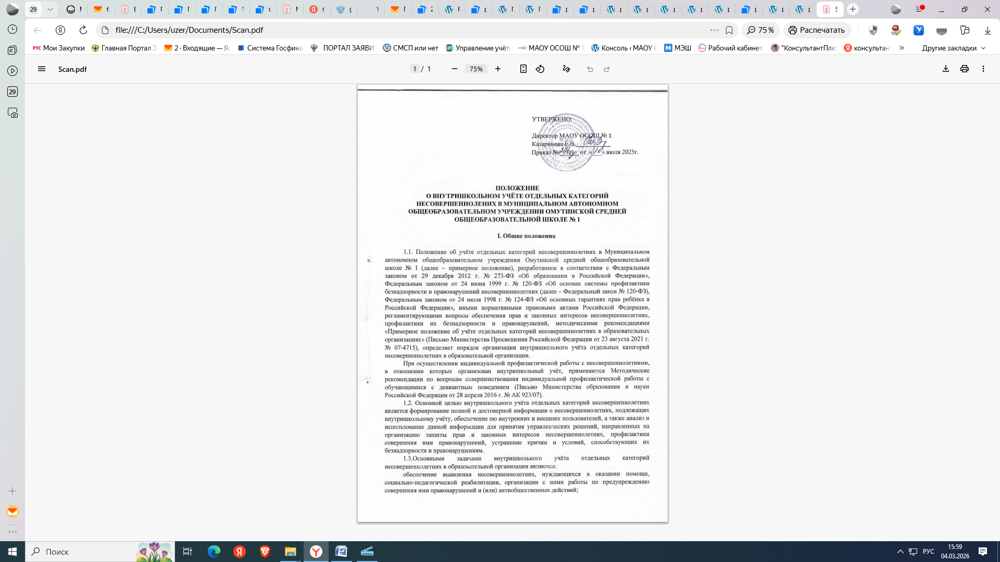 29
file:///C:/Users/uzer/Documents/Scan.pdf
75 %
Распечатать
РТС Мои Закупки
Главная Портал
2 · Входящие —
Система Госфина
ПОРТАЛ ЗАЯВИ
СМСП или нет
Управление учёт
МАОУ ОСОШ № 1
Консоль ‹ МАОУ
МЭШ
Рабочий кабинет.
"КонсультантПлю
консультан
Другие закладки
29
Scan.pdf
1 / 1
75%
УТВЕРЖЕНО:
Директор МАОУ ОСОШ № 1
Казаринова Е.В.
Приказ № от «10» июля 2025г.
ПОЛОЖЕНИЕ
О ВНУТРИШКОЛЬНОМ УЧЁТЕ ОТДЕЛЬНЫХ КАТЕГОРИЙ
НЕСОВЕРШЕННОЛЕНИХ В МУНИЦИПАЛЬНОМ АВТОНОМНОМ
ОБЩЕОБРАЗОВАТЕЛЬНОМ УЧРЕЖДЕНИИ ОМУТИНСКОЙ СРЕДНЕЙ
ОБЩЕОБРАЗОВАТЕЛЬНОЙ ШКОЛЕ № 1
I. Общие положения
1.1. Положение об учёте отдельных категорий несовершеннолетних в Муниципальном
автономном общеобразовательном учреждении Омутинской средней общеобразовательной
школе № 1 (далее – примерное положение), разработанное в соответствии с Федеральным
законом от 29 декабря 2012 г. № 273-ФЗ «Об образовании в Российской Федерации»,
Федеральным законом от 24 июня 1999 г. № 120-ФЗ «Об основах системы профилактики
безнадзорности и правонарушений несовершеннолетних (далее – Федеральный закон № 120-ФЗ),
Федеральным законом от 24 июля 1998 г. № 124-ФЗ «Об основных гарантиях прав ребёнка в
Российской Федерации», иными нормативными правовыми актами Российской Федерации,
регламентирующими вопросы обеспечения прав и законных интересов несовершеннолетних,
профилактики их безнадзорности и правонарушений, методическими рекомендациями
«Примерное положение об учёте отдельных категорий несовершеннолетних в образовательных
организациях» (Письмо Министерства Просвещения Российской Федерации от 23 августа 2021 г.
№ 07-4715), определяет порядок организации внутришкольного учёта отдельных категорий
несовершеннолетних в образовательной организации.
При осуществлении индивидуальной профилактической работы с несовершеннолетними,
в отношении которых организован внутришкольный учёт, применяются Методические
рекомендации по вопросам совершенствования индивидуальной профилактической работы с
обучающимися с девиантным поведением (Письмо Министерства образования и науки
Российской Федерации от 28 апреля 2016 г. № АК 923/07).
1.2. Основной целью внутришкольного учёта отдельных категорий несовершеннолетних
является формирование полной и достоверной информации о несовершеннолетних, подлежащих
внутришкольному учёту, обеспечение ею внутренних и внешних пользователей, а также анализ и
использование данной информации для принятия управленческих решений, направленных на
организацию защиты прав и законных интересов несовершеннолетних, профилактики
совершения ими правонарушений, устранение причин и условий, способствующих их
безнадзорности и правонарушениям.
1.3.Основными задачами внутришкольного учёта отдельных категорий
несовершеннолетних в образовательной организации являются:
обеспечение выявления несовершеннолетних, нуждающихся в оказании помощи,
социально-педагогической реабилитации, организации с ними работы по предупреждению
совершения ими правонарушений и (или) антиобщественных действий;
Поиск
РУС
15:59
04.03.2026